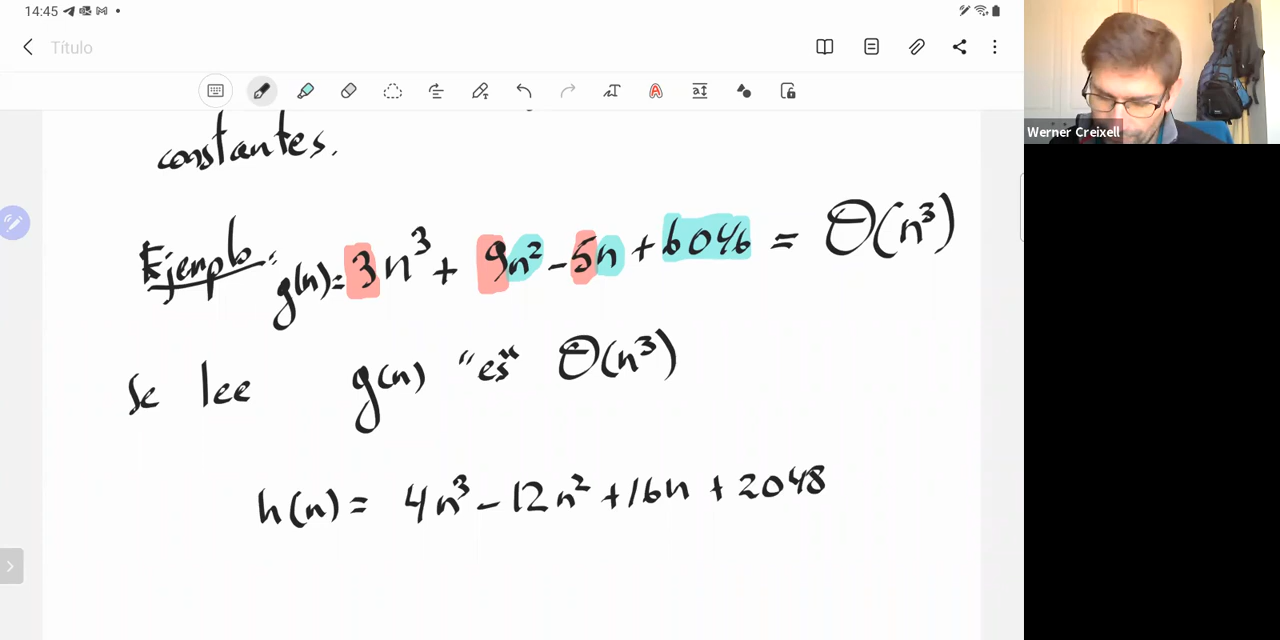 14:45
Título
Werner Creixell
constantes.
Ejemplo: g(n)= 3n³ + 9n² - 5n + 6046 = Θ(n³)
Se lee g(n) "es" Θ(n³)
h(n) = 4n³ - 12n² + 16n + 2048